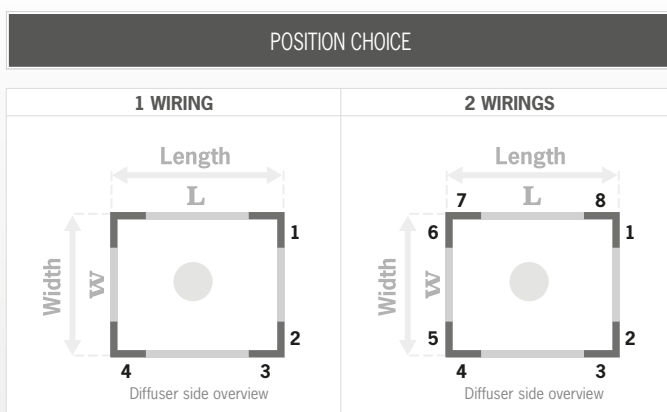 POSITION CHOICE
1 WIRING
Length
L
Width
W
1
2
4 3
Diffuser side overview
2 WIRINGS
Length
L
7 8
6 1
Width
W
5 2
4 3
Diffuser side overview